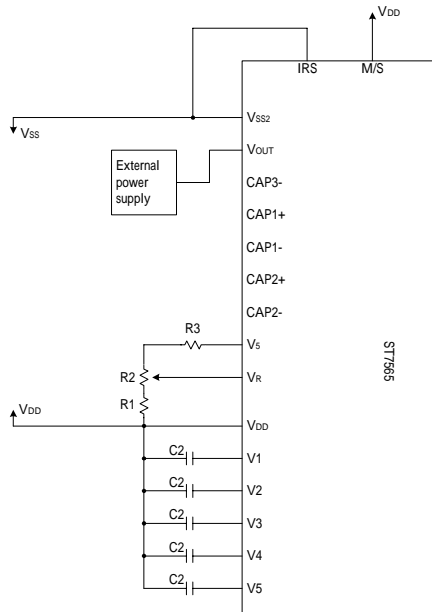 VDD
IRS M/S
VSS
VSS2
VOUT
External
power
supply
CAP3-
CAP1+
CAP1-
CAP2+
CAP2-
R3
V5
R2
VR
R1
VDD
VDD
C2
V1
C2
V2
C2
V3
C2
V4
C2
V5
ST7565